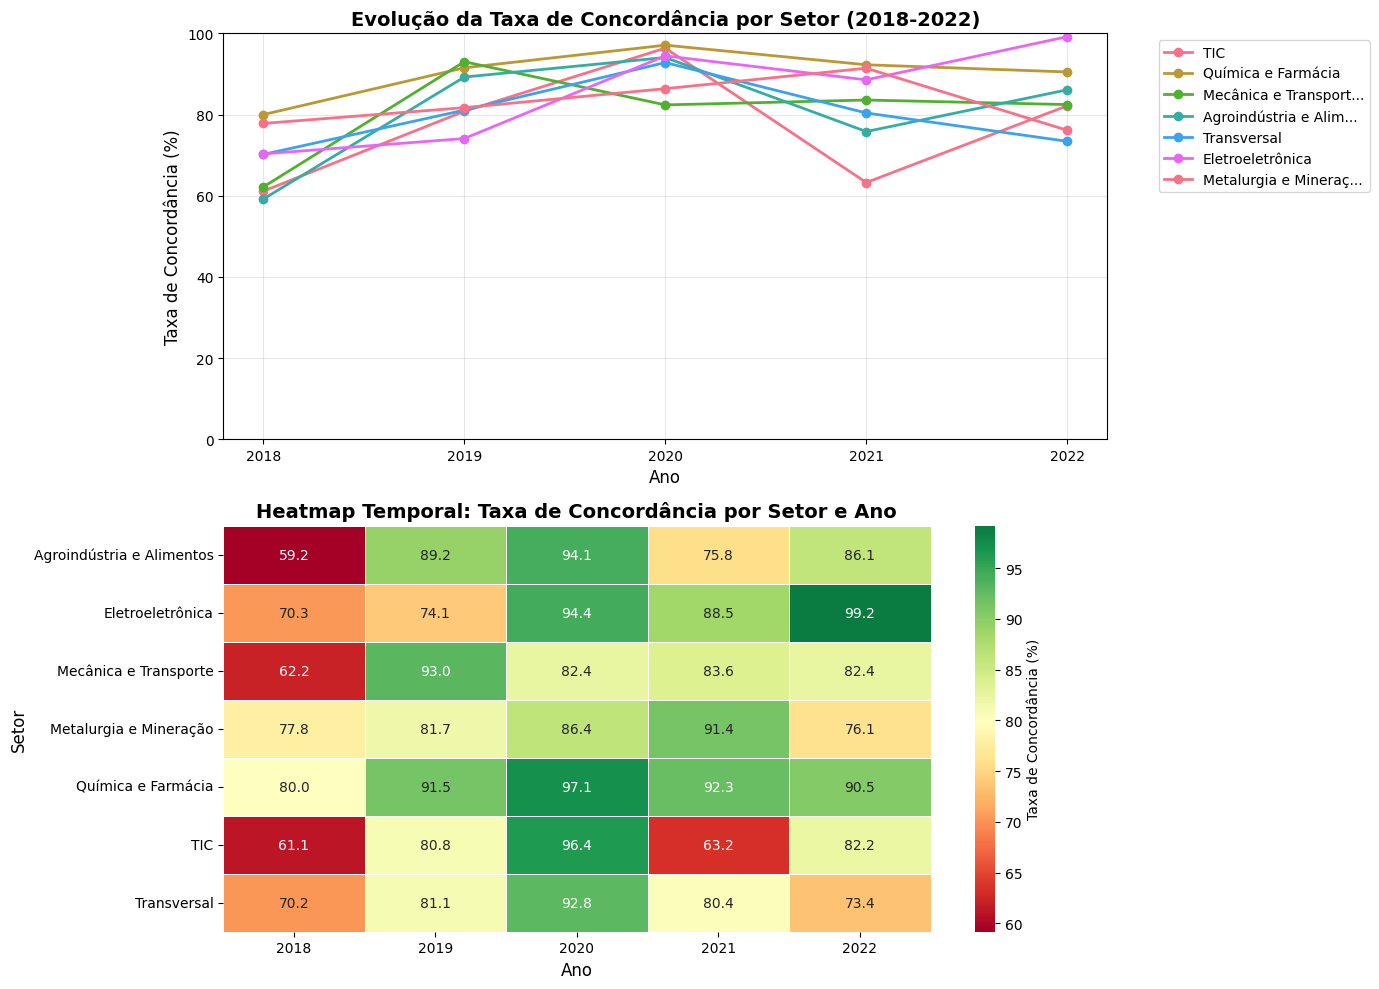 Evolução da Taxa de Concordância por Setor (2018-2022)
Taxa de Concordância (%)
100
80
60
40
20
0
2018 2019 2020 2021 2022
Ano
TIC
Química e Farmácia
Mecânica e Transport...
Agroindústria e Alim...
Transversal
Eletroeletrônica
Metalurgia e Mineraç...
Heatmap Temporal: Taxa de Concordância por Setor e Ano
Setor
Agroindústria e Alimentos 59.2 89.2 94.1 75.8 86.1
Eletroeletrônica 70.3 74.1 94.4 88.5 99.2
Mecânica e Transporte 62.2 93.0 82.4 83.6 82.4
Metalurgia e Mineração 77.8 81.7 86.4 91.4 76.1
Química e Farmácia 80.0 91.5 97.1 92.3 90.5
TIC 61.1 80.8 96.4 63.2 82.2
Transversal 70.2 81.1 92.8 80.4 73.4
2018 2019 2020 2021 2022
Ano
95
90
85
80
75
70
65
60
Taxa de Concordância (%)